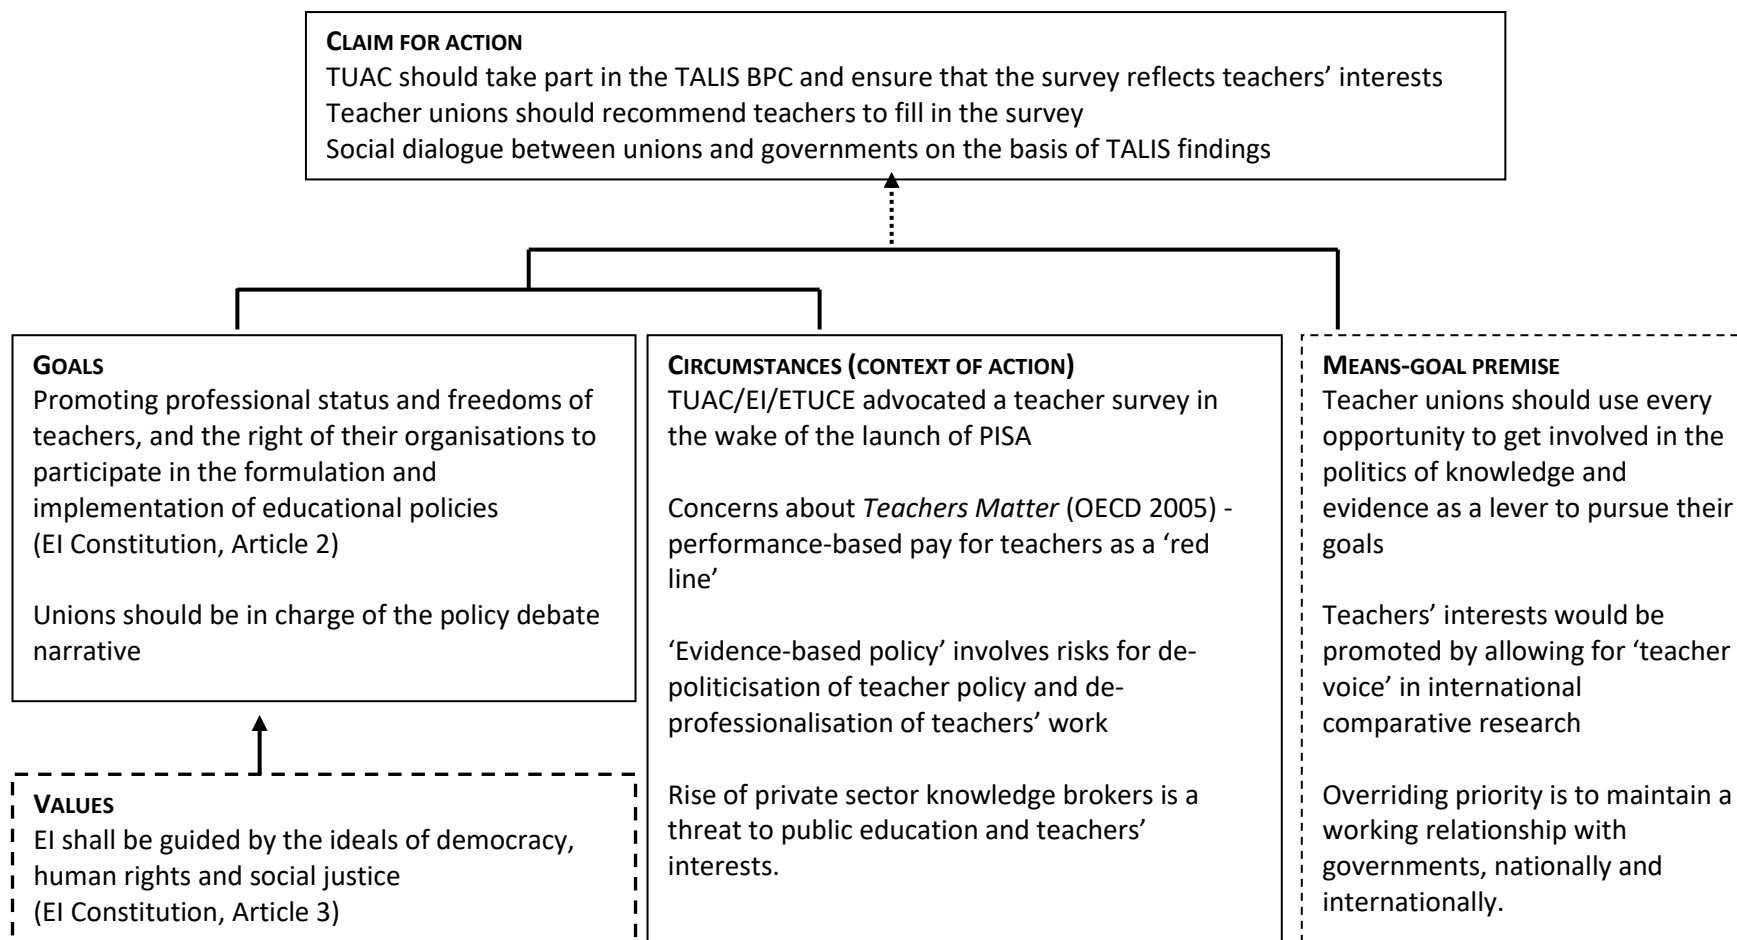 CLAIM FOR ACTION
TUAC should take part in the TALIS BPC and ensure that the survey reflects teachers’ interests
Teacher unions should recommend teachers to fill in the survey
Social dialogue between unions and governments on the basis of TALIS findings
GOALS
Promoting professional status and freedoms of
teachers, and the right of their organisations to
participate in the formulation and
implementation of educational policies
(EI Constitution, Article 2)
Unions should be in charge of the policy debate
narrative
VALUES
EI shall be guided by the ideals of democracy,
human rights and social justice
(EI Constitution, Article 3)
CIRCUMSTANCES (CONTEXT OF ACTION)
TUAC/EI/ETUCE advocated a teacher survey in
the wake of the launch of PISA
Concerns about Teachers Matter (OECD 2005) -
performance-based pay for teachers as a ‘red
line’
‘Evidence-based policy’ involves risks for de-
politicisation of teacher policy and de-
professionalisation of teachers’ work
Rise of private sector knowledge brokers is a
threat to public education and teachers’
interests.
MEANS-GOAL PREMISE
Teacher unions should use every
opportunity to get involved in the
politics of knowledge and
evidence as a lever to pursue their
goals
Teachers’ interests would be
promoted by allowing for ‘teacher
voice’ in international
comparative research
Overriding priority is to maintain a
working relationship with
governments, nationally and
internationally.